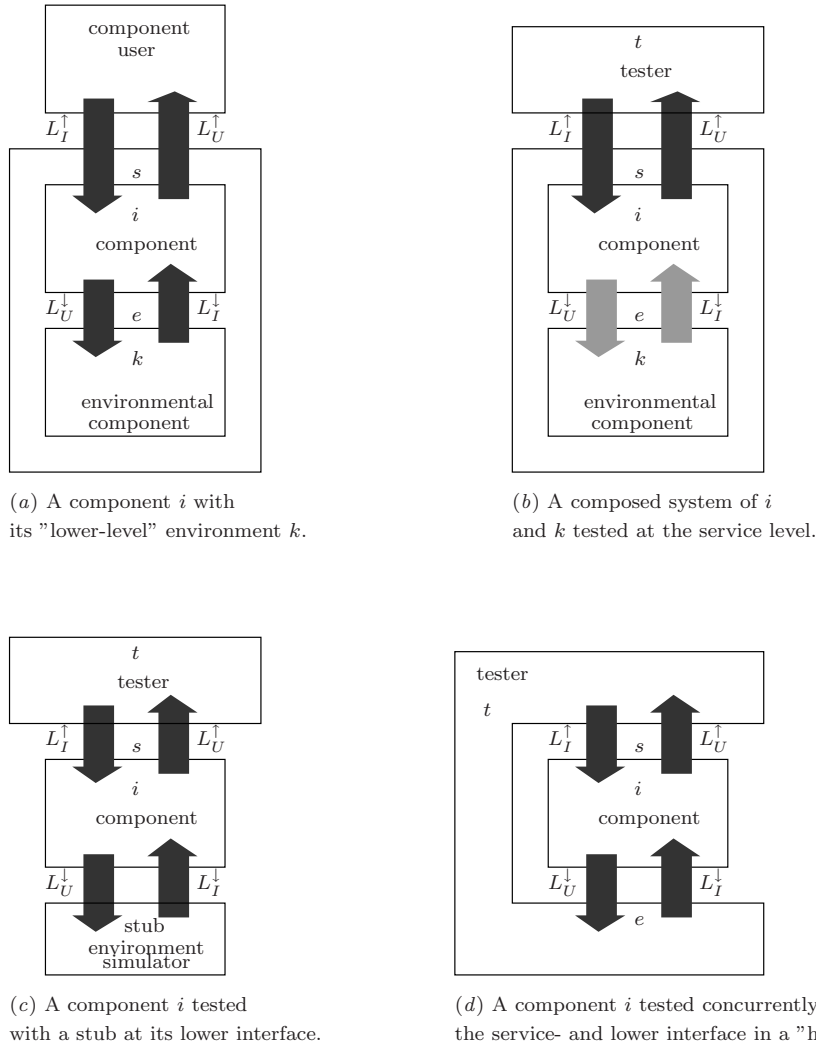 component
user
L_I^↑
L_U^↑
s
i
component
L_U^↓
e
L_I^↓
k
environmental
component
(a) A component i with
its ”lower-level” environment k.
t
tester
L_I^↑
L_U^↑
s
i
component
L_U^↓
e
L_I^↓
k
environmental
component
(b) A composed system of i
and k tested at the service level.
t
tester
L_I^↑
s
L_U^↑
i
component
L_U^↓
L_I^↓
stub
environment
simulator
(c) A component i tested
with a stub at its lower interface.
tester
t
L_I^↑
s
L_U^↑
i
component
L_U^↓
L_I^↓
e
(d) A component i tested concurrently
the service- and lower interface in a ”h